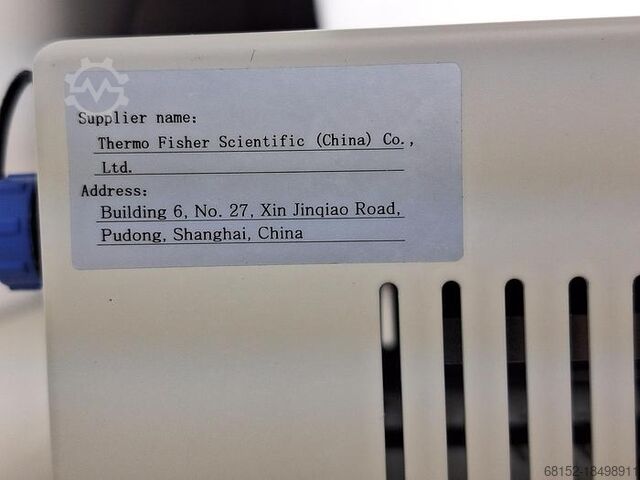 Supplier name:
Thermo Fisher Scientific (China) Co.,
Ltd.
Address:
Building 6, No. 27, Xin Jinqiao Road,
Pudong, Shanghai, China
68152-18498911